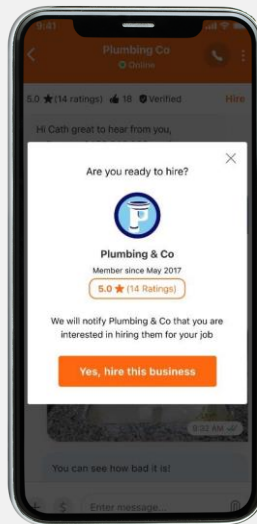 9:41
Plumbing Co
Online
5.0 ★ (14 ratings) 18 Verified Hire
Hi Cath great to hear from you,
Are you ready to hire?
P
Plumbing & Co
Member since May 2017
5.0 ★ (14 Ratings)
We will notify Plumbing & Co that you are
interested in hiring them for your job
Yes, hire this business
9:32 AM
You can see how bad it is!
Enter message...